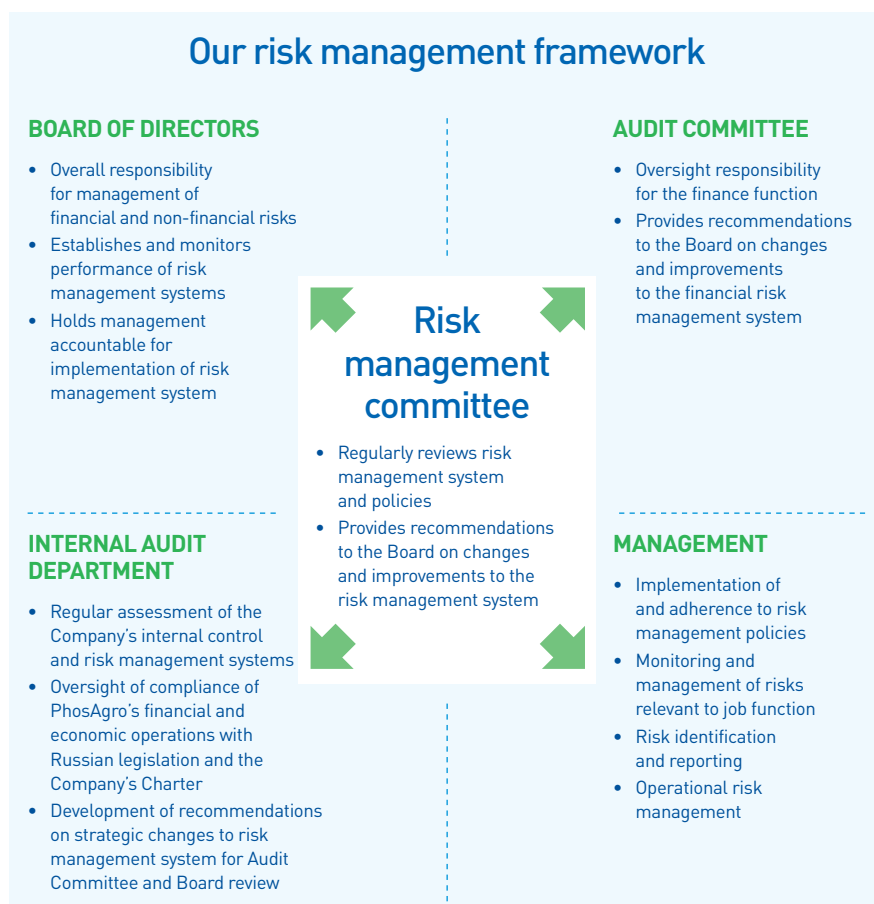 Our risk management framework
BOARD OF DIRECTORS
• Overall responsibility
for management of
financial and non-financial risks
• Establishes and monitors
performance of risk
management systems
• Holds management
accountable for
implementation of risk
management system
AUDIT COMMITTEE
• Oversight responsibility
for the finance function
• Provides recommendations
to the Board on changes
and improvements
to the financial risk
management system
Risk
management
committee
• Regularly reviews risk
management system
and policies
• Provides recommendations
to the Board on changes
and improvements to the
risk management system
INTERNAL AUDIT
DEPARTMENT
• Regular assessment of the
Company's internal control
and risk management systems
• Oversight of compliance of
PhosAgro's financial and
economic operations with
Russian legislation and the
Company's Charter
• Development of recommendations
on strategic changes to risk
management system for Audit
Committee and Board review
MANAGEMENT
• Implementation of
and adherence to risk
management policies
• Monitoring and
management of risks
relevant to job function
• Risk identification
and reporting
• Operational risk
management